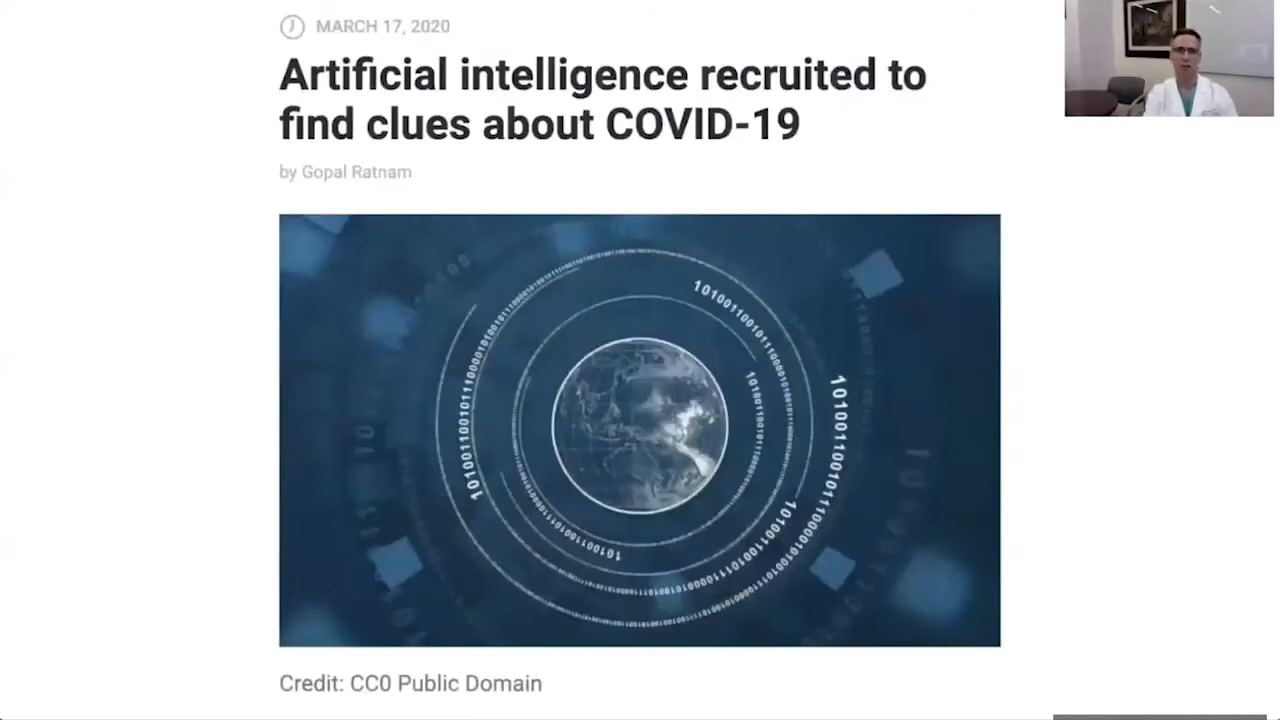 MARCH 17, 2020
Artificial intelligence recruited to
find clues about COVID-19
by Gopal Ratnam
Credit: CC0 Public Domain